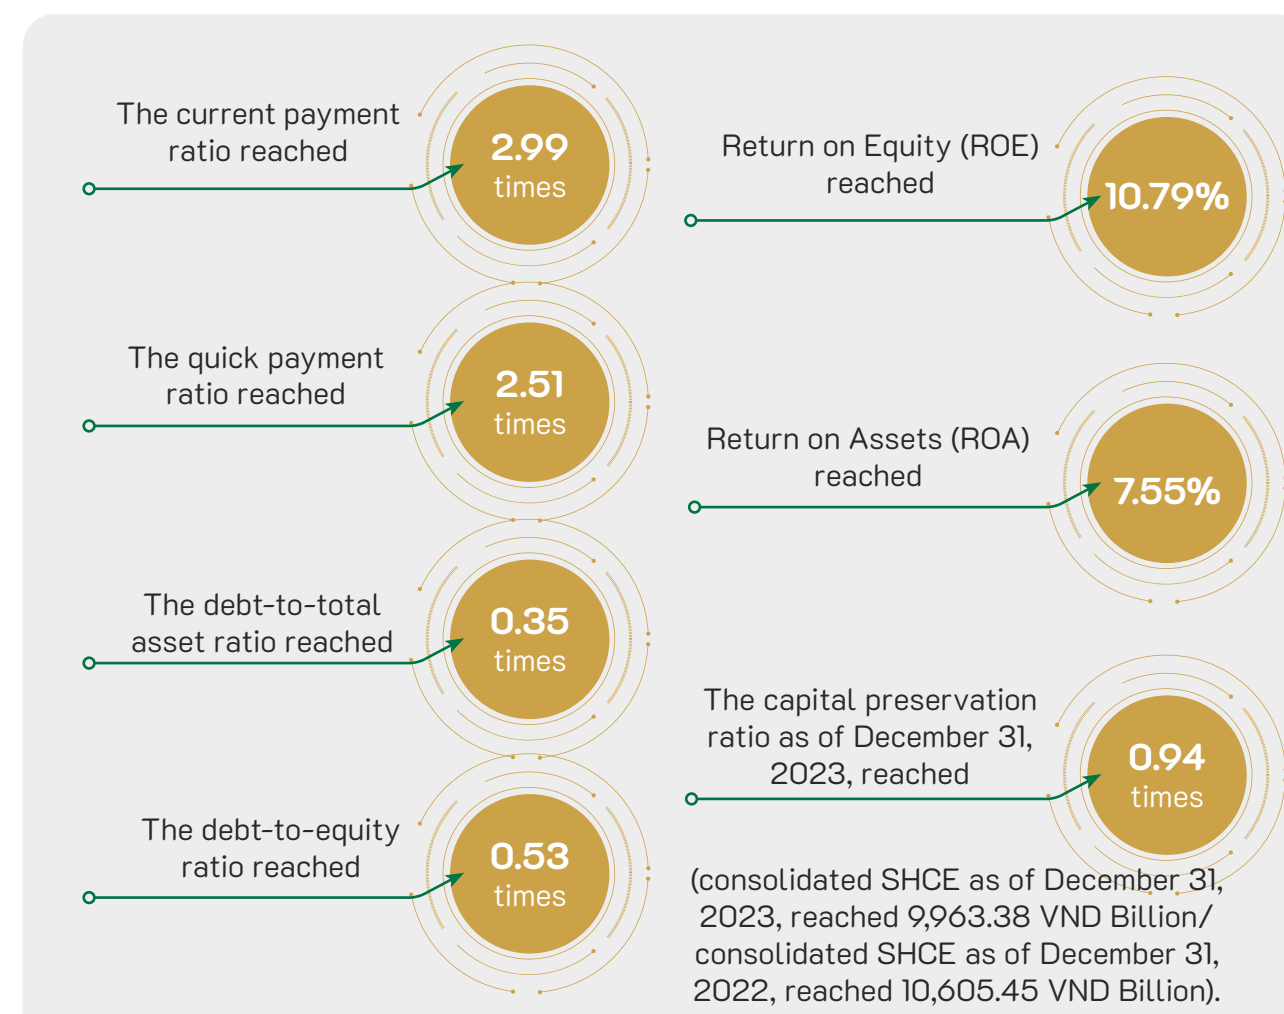 The current payment
ratio reached
2.99
times
The quick payment
ratio reached
2.51
times
The debt-to-total
asset ratio reached
0.35
times
The debt-to-equity
ratio reached
0.53
times
Return on Equity (ROE)
reached
10.79%
Return on Assets (ROA)
reached
7.55%
The capital preservation
ratio as of December 31,
2023, reached
0.94
times
(consolidated SHCE as of December 31,
2023, reached 9,963.38 VND Billion/
consolidated SHCE as of December 31,
2022, reached 10,605.45 VND Billion).